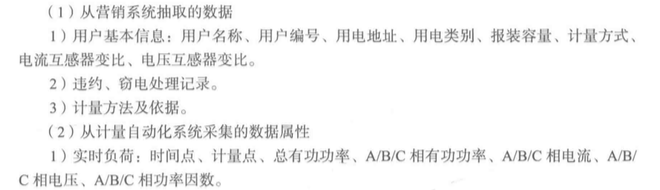 （1）从营销系统抽取的数据
1）用户基本信息：用户名称、用户编号、用电地址、用电类别、报装容量、计量方式、
电流互感器变比、电压互感器变比。
2）违约、窃电处理记录。
3）计量方法及依据。
（2）从计量自动化系统采集的数据属性
1）实时负荷：时间点、计量点、总有功功率、A/B/C 相有功功率、A/B/C 相电流、A/B/
C 相电压、A/B/C 相功率因数。